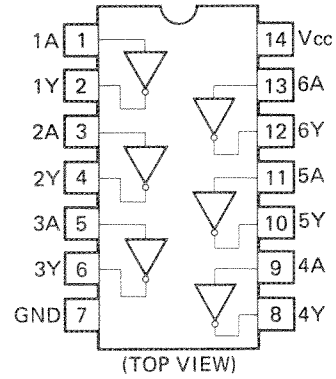 1A 1 14 Vcc
1Y 2 13 6A
2A 3 12 6Y
2Y 4 11 5A
3A 5 10 5Y
3Y 6 9 4A
GND 7 8 4Y
(TOP VIEW)